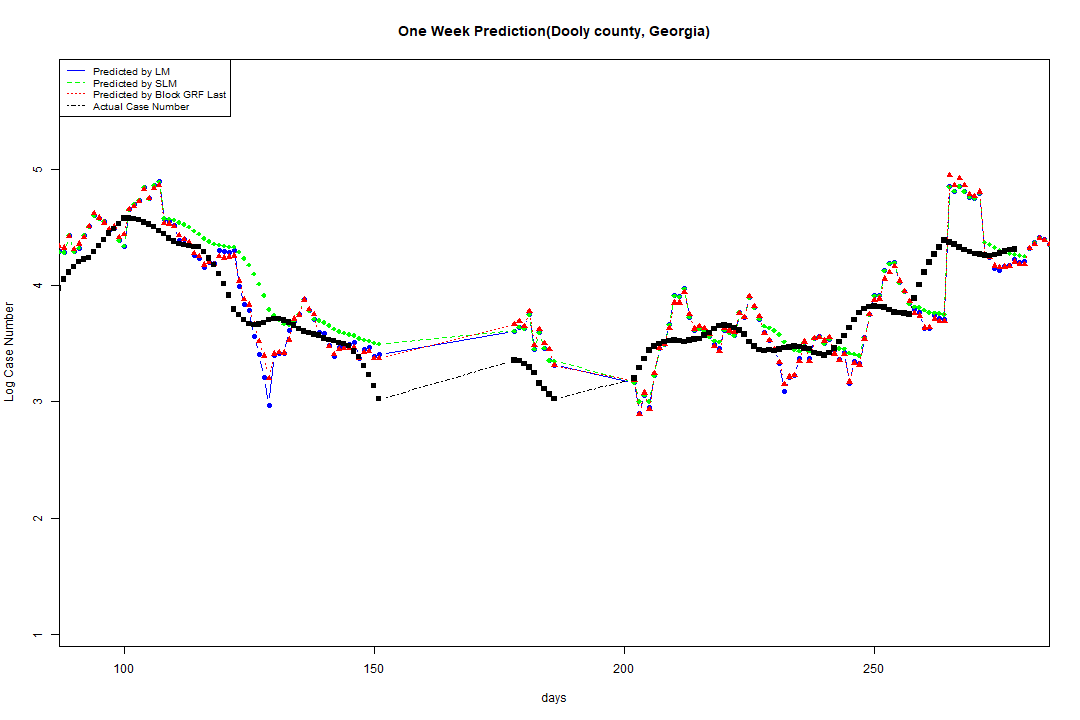 One Week Prediction(Dooly county, Georgia)
Predicted by LM
Predicted by SLM
Predicted by Block GRF Last
Actual Case Number
5
4
3
2
1
Log Case Number
100 150 200 250
days